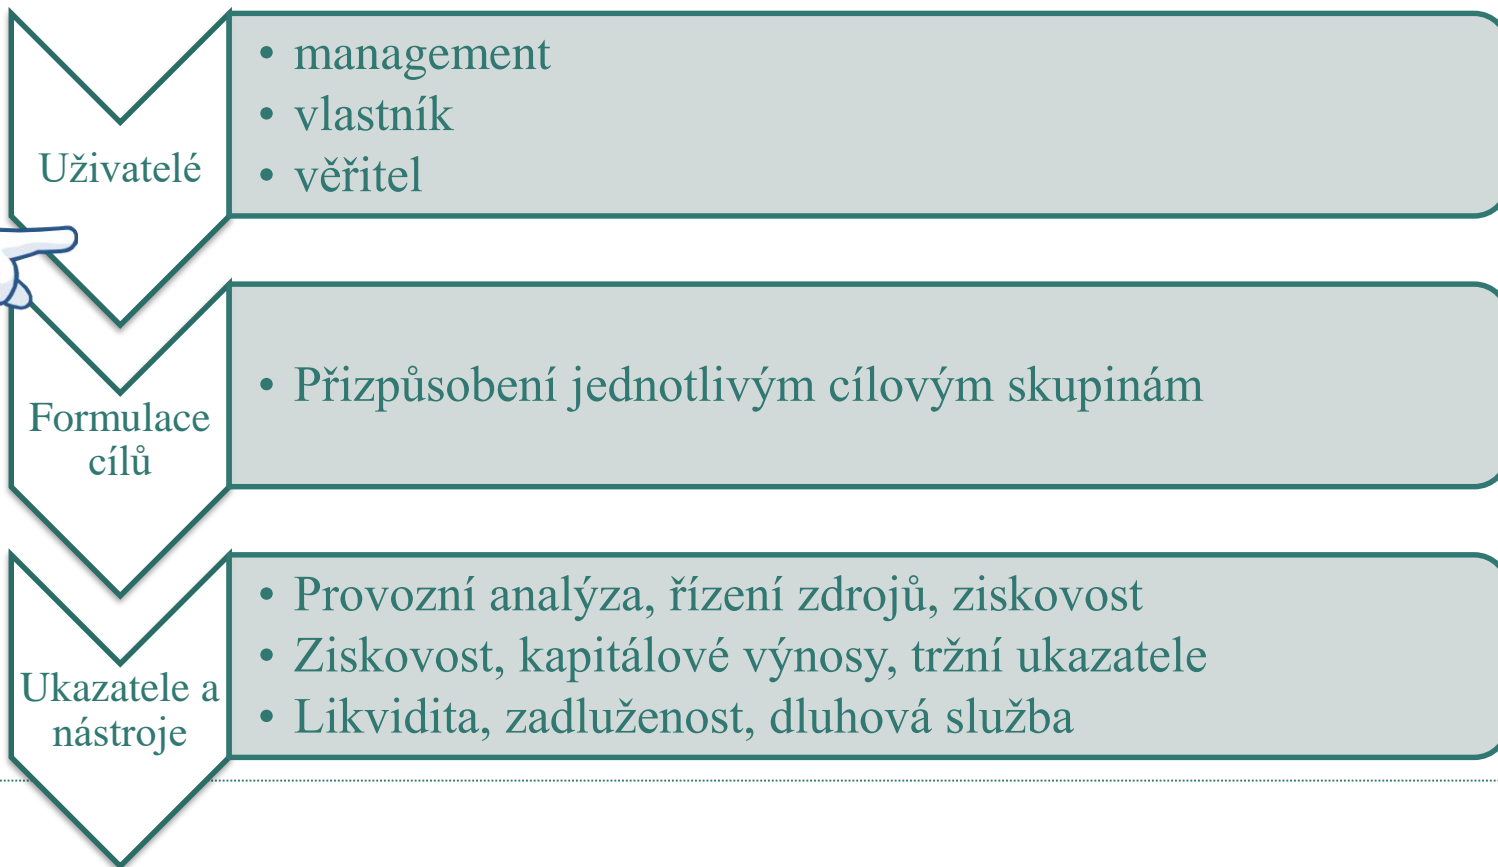 Uživatelé
• management
• vlastník
• věřitel
Formulace
cílů
• Přizpůsobení jednotlivým cílovým skupinám
Ukazatele a
nástroje
• Provozní analýza, řízení zdrojů, ziskovost
• Ziskovost, kapitálové výnosy, tržní ukazatele
• Likvidita, zadluženost, dluhová služba